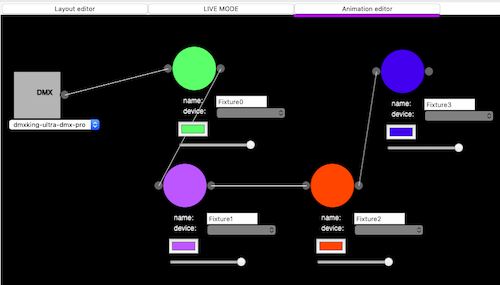 Layout editor LIVE MODE Animation editor
DMX
dmxking-ultra-dmx-pro
name: Fixture0
device:
name: Fixture3
device:
name: Fixture1
device:
name: Fixture2
device: